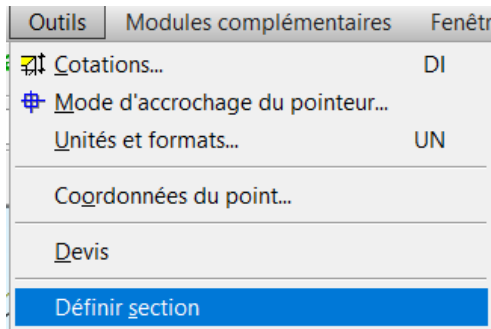 Outils Modules complémentaires Fenêtr
Cotations... DI
Mode d'accrochage du pointeur...
Unités et formats... UN
Coordonnées du point...
Devis
Définir section